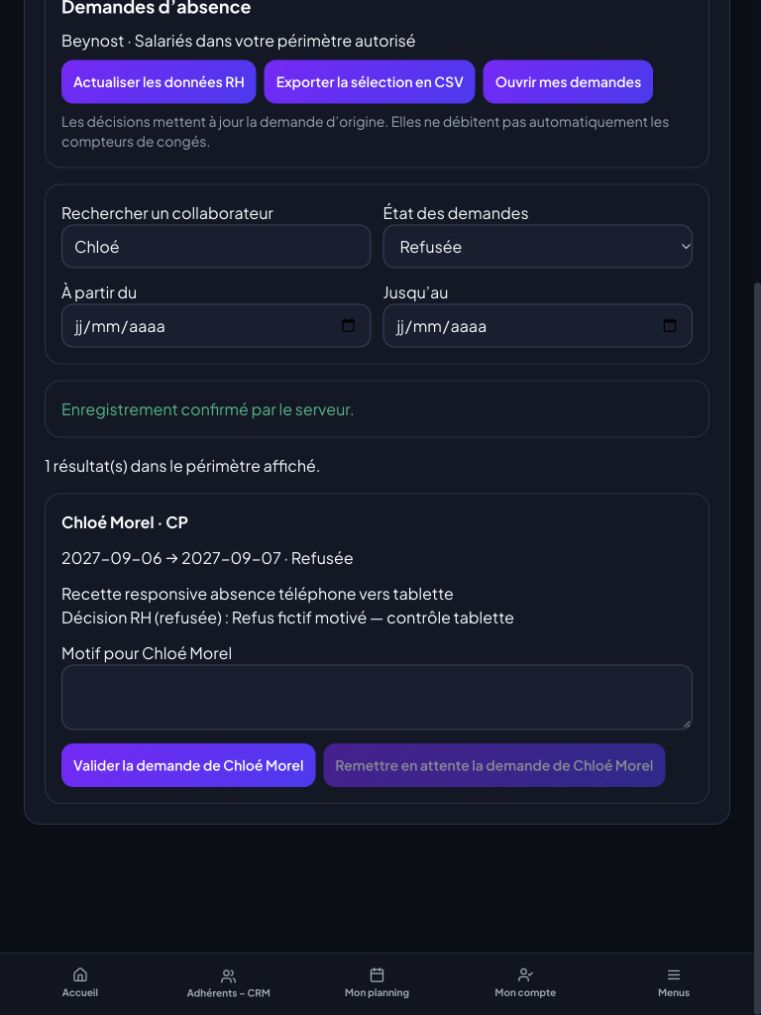 Demandes d’absence
Beynost · Salariés dans votre périmètre autorisé
Actualiser les données RH
Exporter la sélection en CSV
Ouvrir mes demandes
Les décisions mettent à jour la demande d’origine. Elles ne débitent pas automatiquement les
compteurs de congés.
Rechercher un collaborateur
Chloé
État des demandes
Refusée
À partir du
jj/mm/aaaa
Jusqu’au
jj/mm/aaaa
Enregistrement confirmé par le serveur.
1 résultat(s) dans le périmètre affiché.
Chloé Morel · CP
2027-09-06 → 2027-09-07 · Refusée
Recette responsive absence téléphone vers tablette
Décision RH (refusée) : Refus fictif motivé — contrôle tablette
Motif pour Chloé Morel
Valider la demande de Chloé Morel
Remettre en attente la demande de Chloé Morel
Accueil
Adhérents – CRM
Mon planning
Mon compte
Menus